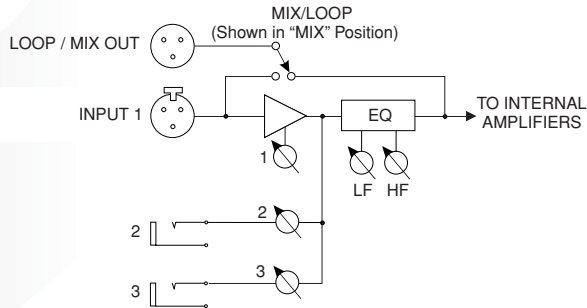 MIX/LOOP
(Shown in “MIX” Position)
LOOP / MIX OUT
INPUT 1
EQ
TO INTERNAL
AMPLIFIERS
1
LF HF
2
2
3
3